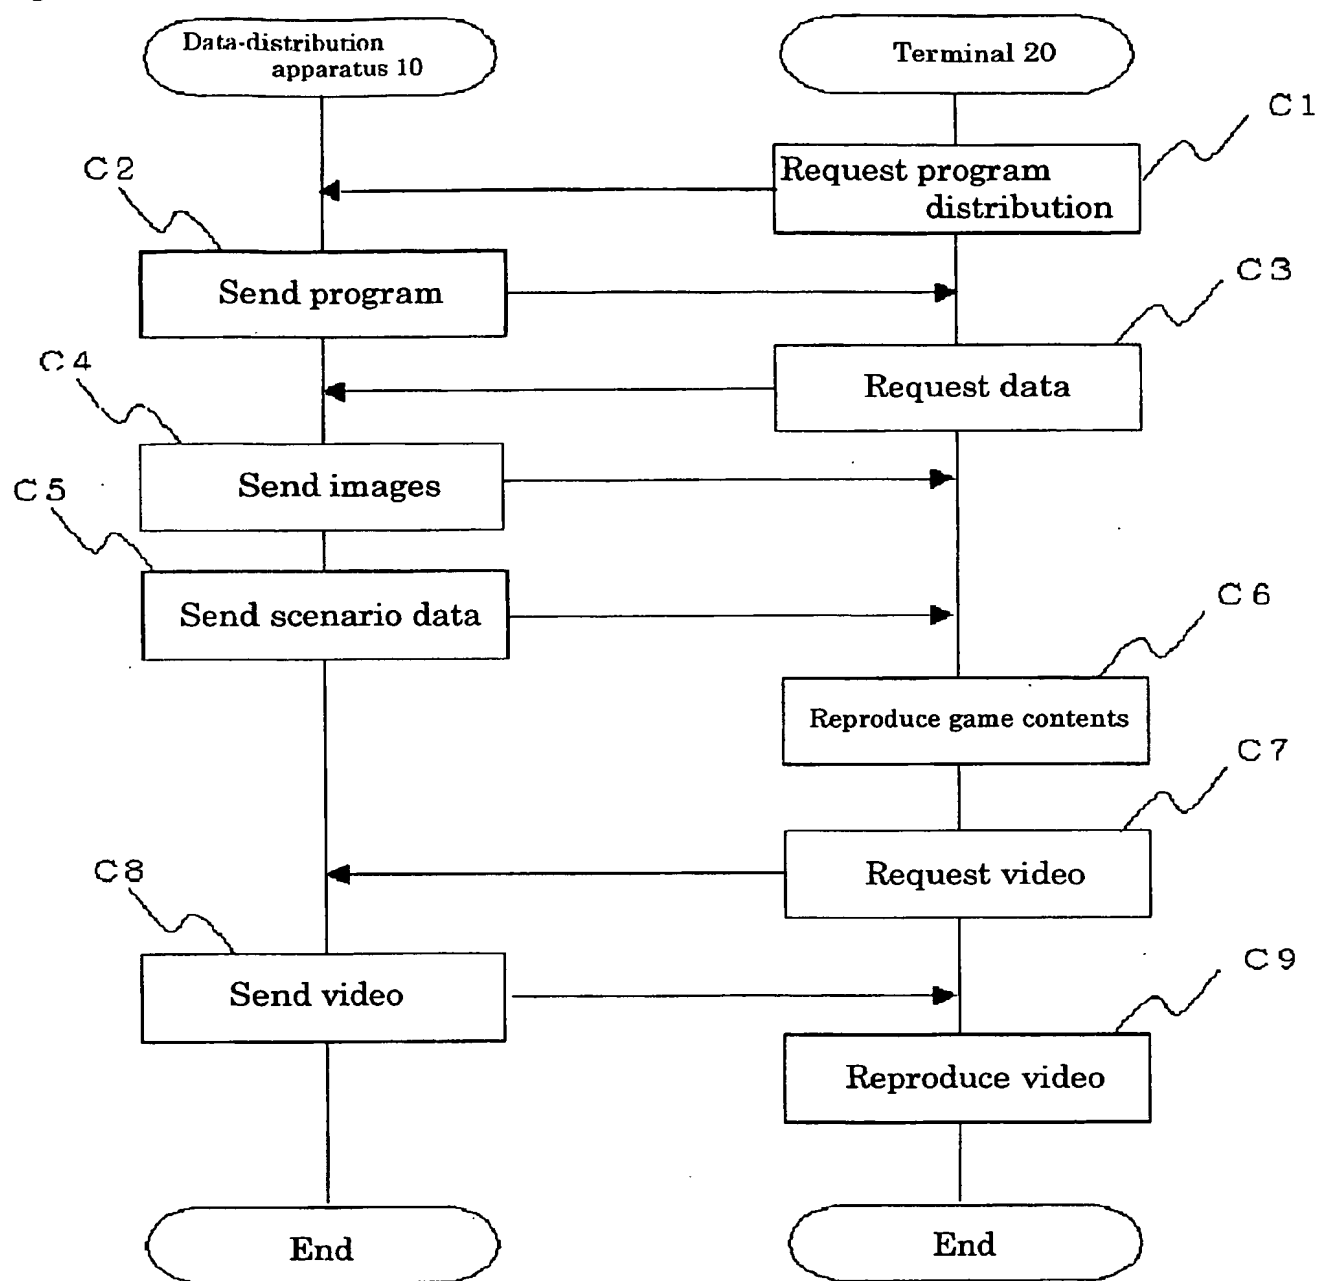 Data-distribution
apparatus 10
Terminal 20
C1
Request program
distribution
C2
Send program
C3
Request data
C4
Send images
C5
Send scenario data
C6
Reproduce game contents
C7
Request video
C8
Send video
C9
Reproduce video
End
End